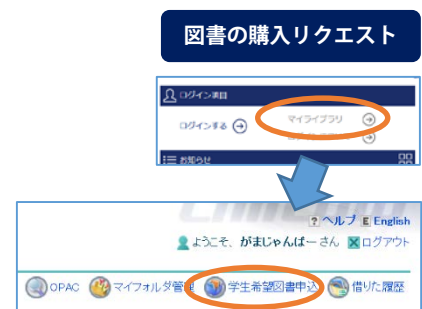 図書の購入リクエスト
ログイン項目
ログインする
マイライブラリ
お知らせ
? ヘルプ E English
ようこそ、がまじゃんぱーさん ログアウト
OPAC マイフォルダ管理 学生希望図書申込 借りた履歴